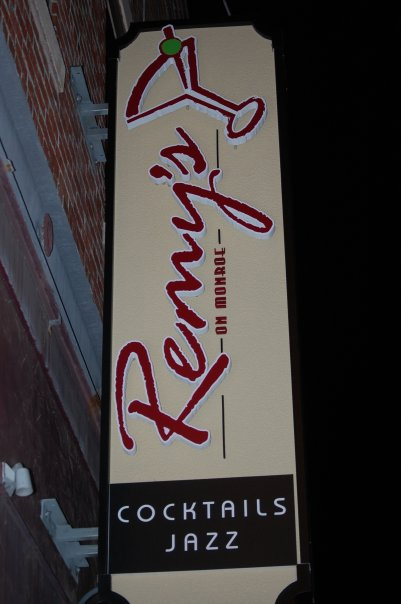 Remy's
ON MONROE
COCKTAILS
JAZZ